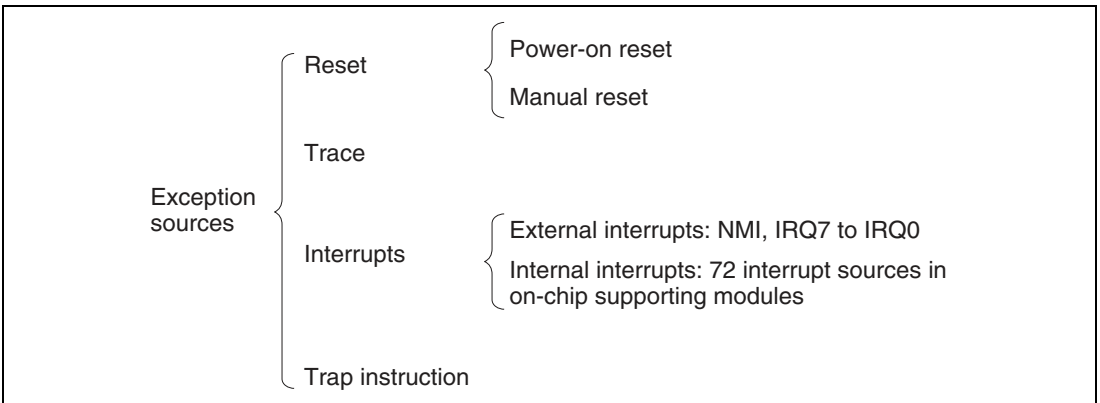 Exception
sources
Reset
Power-on reset
Manual reset
Trace
Interrupts
External interrupts: NMI, IRQ7 to IRQ0
Internal interrupts: 72 interrupt sources in
on-chip supporting modules
Trap instruction